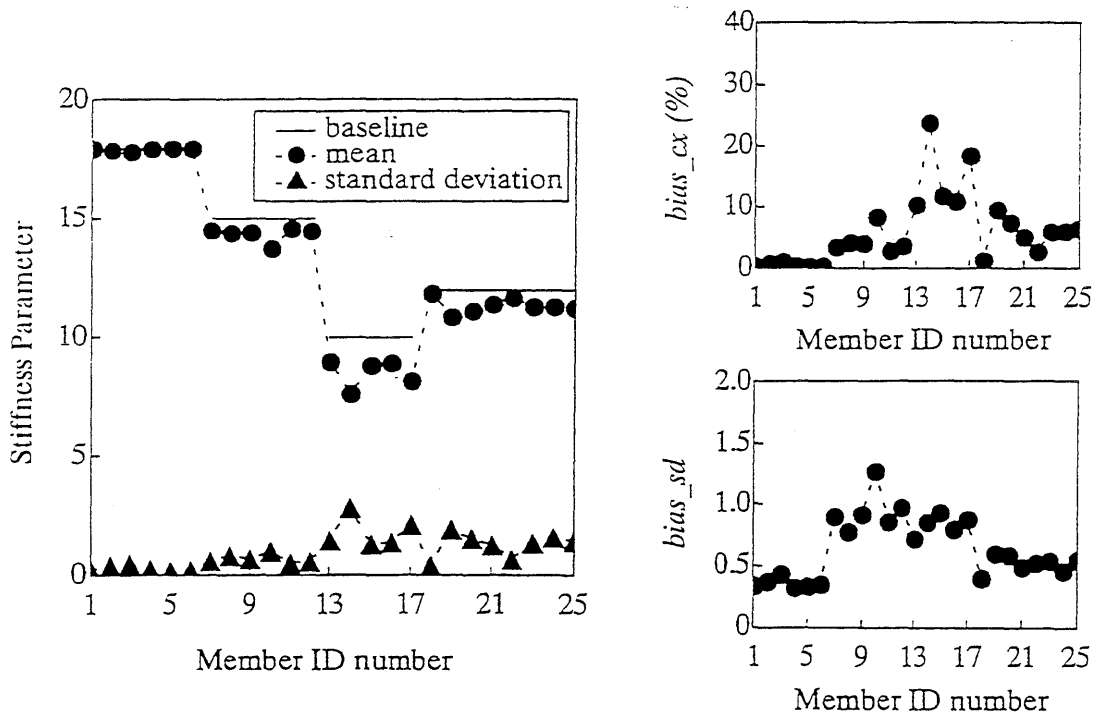 20
15
10
5
0
Stiffness Parameter
baseline
mean
standard deviation
1 5 9 13 17 21 25
Member ID number
40
30
20
10
0
bias_cx (%)
1 5 9 13 17 21 25
Member ID number
2.0
1.5
1.0
0.5
0
bias_sd
1 5 9 13 17 21 25
Member ID number